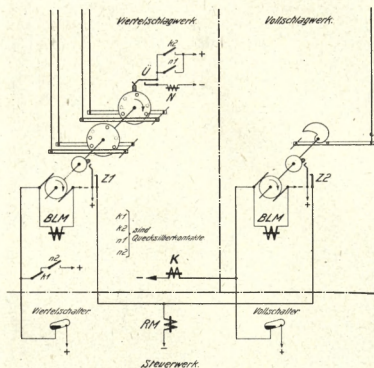 Viertelschlagwerk.
Vollschlagwerk.
k2
+
n1
+
Ü
N
-
Z1
Z2
+
+
BLM
BLM
k1
k2
n1
n2
sind
Quecksilberkontakte
n2
+
k1
K
-
Viertelschalter
Vollschalter
RM
+
-
+
Steuerwerk.